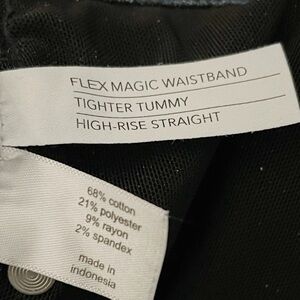 FLEX MAGIC WAISTBAND
TIGHTER TUMMY
HIGH-RISE STRAIGHT
68% cotton
21% polyester
9% rayon
2% spandex
made in
indonesia